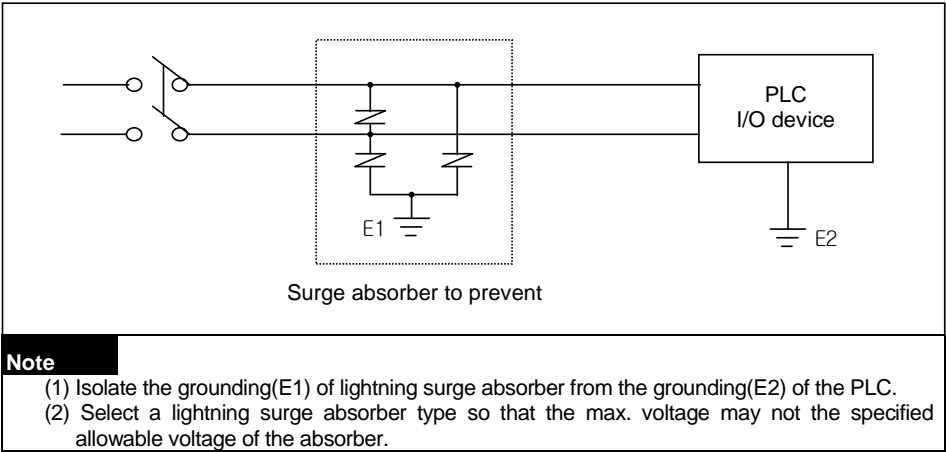 PLC
I/O device
E1
E2
Surge absorber to prevent
Note
(1) Isolate the grounding(E1) of lightning surge absorber from the grounding(E2) of the PLC.
(2) Select a lightning surge absorber type so that the max. voltage may not the specified
allowable voltage of the absorber.